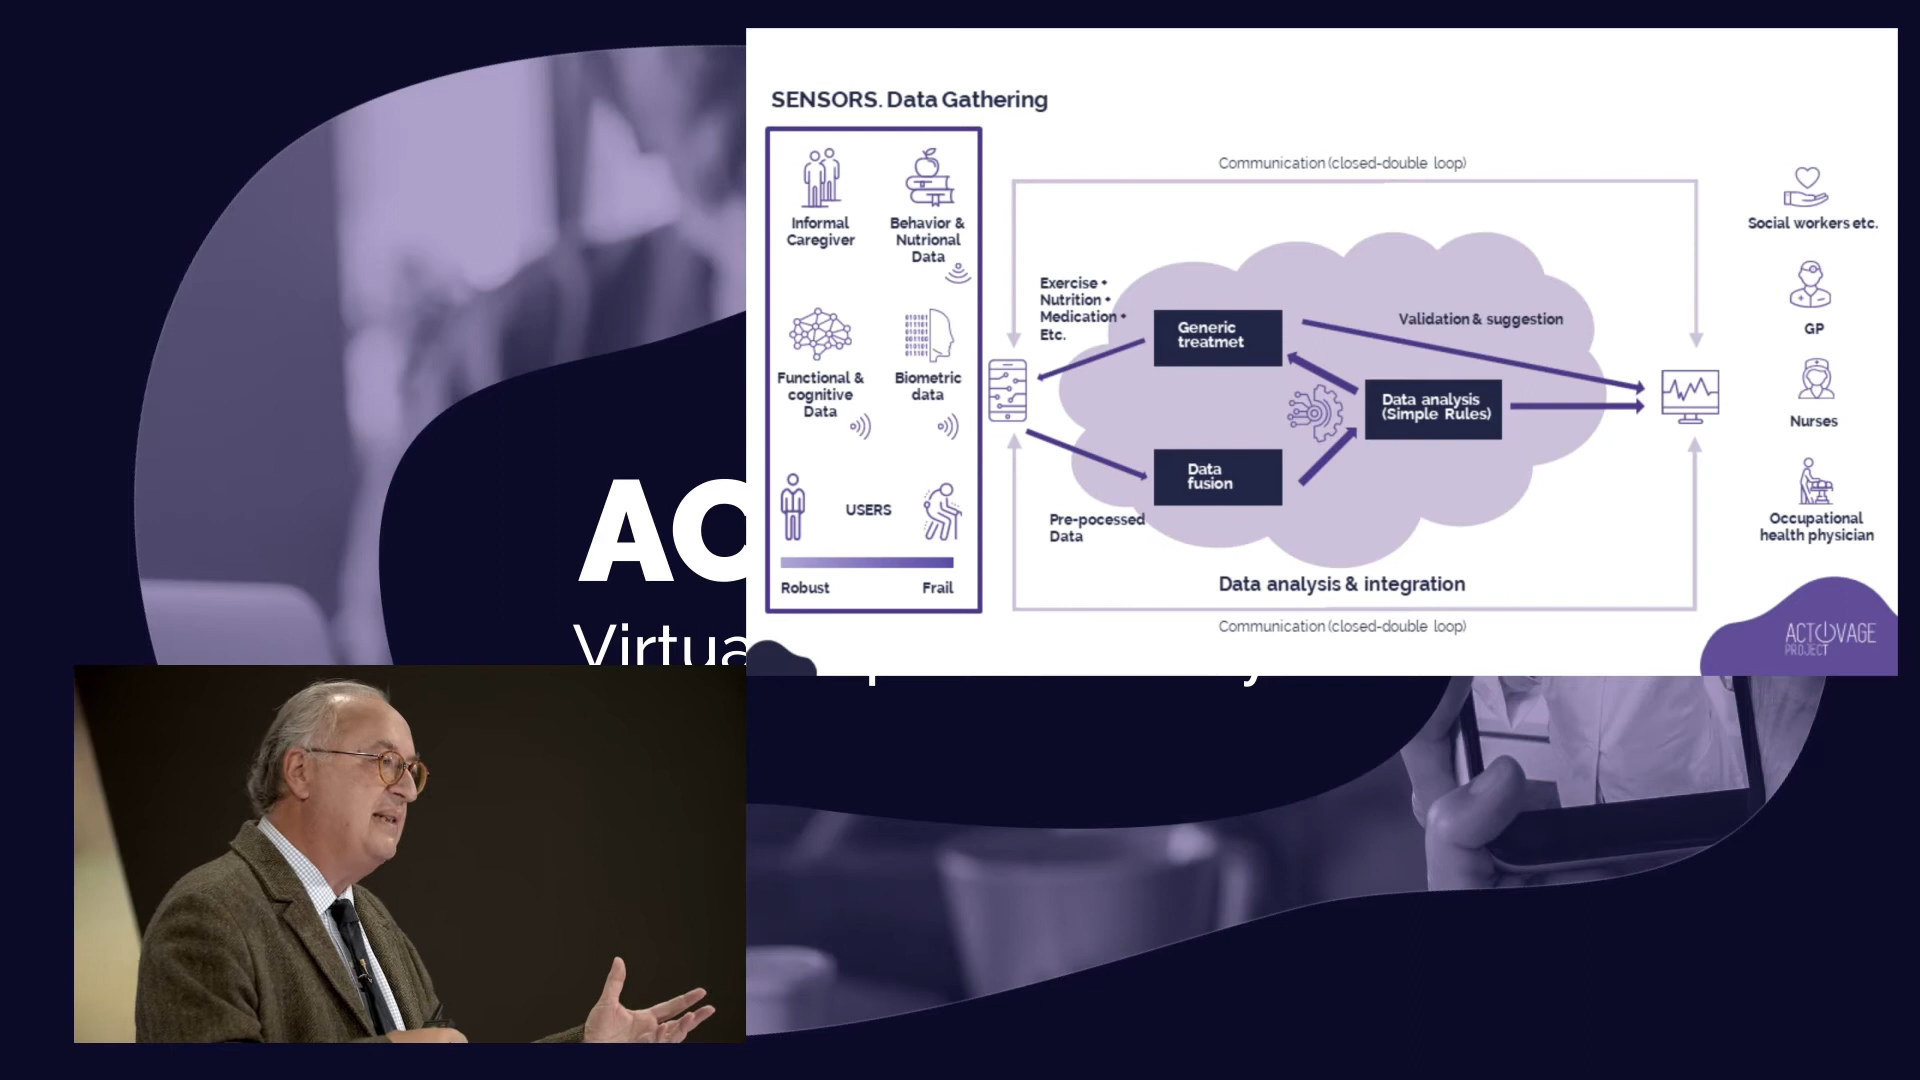 SENSORS. Data Gathering
Informal
Caregiver
Behavior &
Nutrional
Data
Functional &
cognitive
Data
Biometric
data
USERS
Robust
Frail
Communication (closed-double loop)
Exercise +
Nutrition +
Medication +
Etc.
Generic
treatmet
Validation & suggestion
Data analysis
(Simple Rules)
Data
fusion
Pre-pocessed
Data
Data analysis & integration
Communication (closed-double loop)
Social workers etc.
GP
Nurses
Occupational
health physician
ACTOVAGE
PROJECT
AC
Virtua